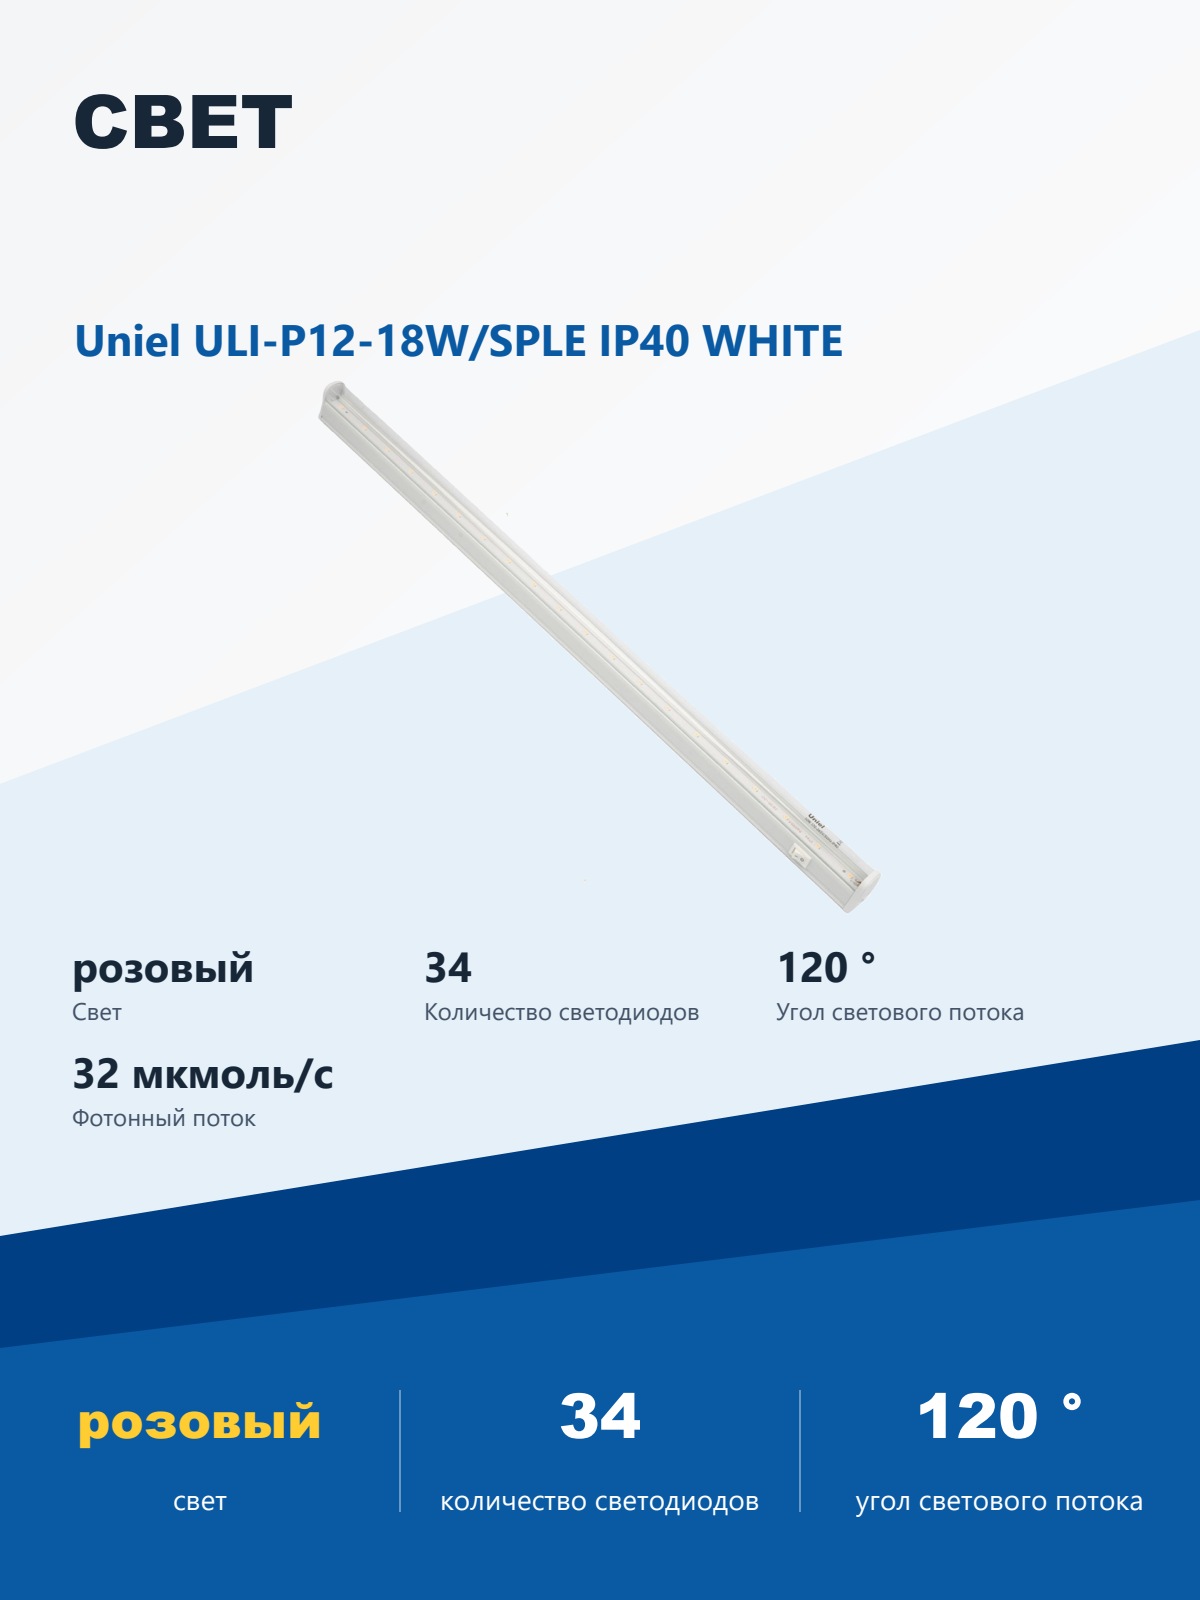 СВЕТ
Uniel ULI-P12-18W/SPLE IP40 WHITE
Uniel
розовый
Свет
34
Количество светодиодов
120 °
Угол светового потока
32 мкмоль/с
Фотонный поток
розовый
свет
34
количество светодиодов
120 °
угол светового потока